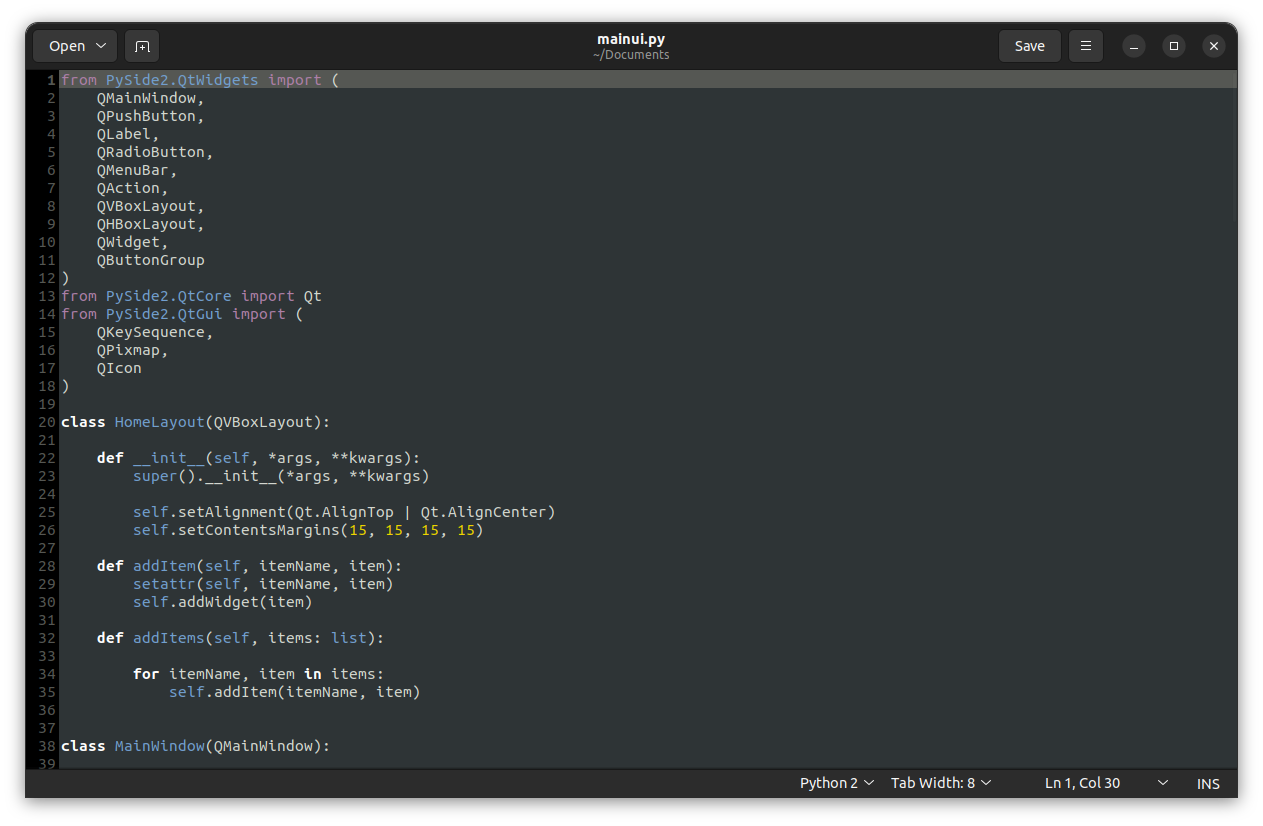 Open
mainui.py
~/Documents
Save
1 from PySide2.QtWidgets import (
2     QMainWindow,
3     QPushButton,
4     QLabel,
5     QRadioButton,
6     QMenuBar,
7     QAction,
8     QVBoxLayout,
9     QHBoxLayout,
10     QWidget,
11     QButtonGroup
12 )
13 from PySide2.QtCore import Qt
14 from PySide2.QtGui import (
15     QKeySequence,
16     QPixmap,
17     QIcon
18 )
19
20 class HomeLayout(QVBoxLayout):
21
22     def __init__(self, *args, **kwargs):
23         super().__init__(*args, **kwargs)
24
25         self.setAlignment(Qt.AlignTop | Qt.AlignCenter)
26         self.setContentsMargins(15, 15, 15, 15)
27
28     def addItem(self, itemName, item):
29         setattr(self, itemName, item)
30         self.addWidget(item)
31
32     def addItems(self, items: list):
33
34         for itemName, item in items:
35             self.addItem(itemName, item)
36
37
38 class MainWindow(QMainWindow):
39
Python 2 Tab Width: 8 Ln 1, Col 30 INS